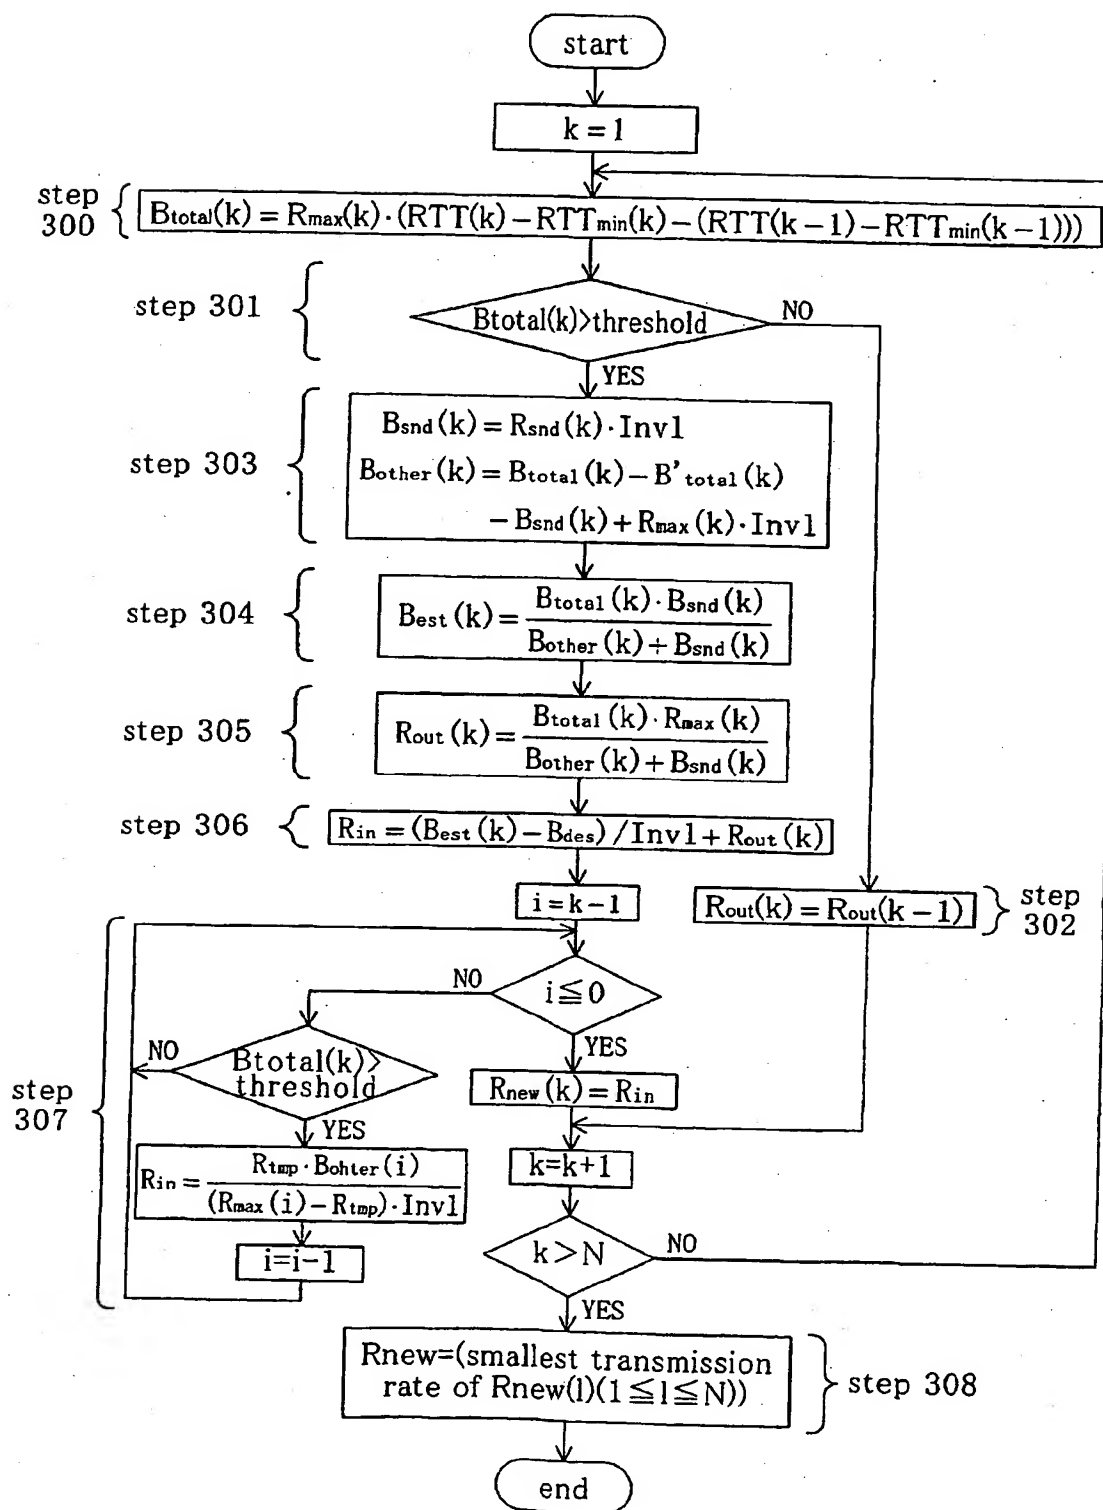 start
k = 1
step
300
Btotal(k) = Rmax(k)·(RTT(k) − RTTmin(k) − (RTT(k−1) − RTTmin(k−1)))
step 301
Btotal(k)>threshold
NO
YES
step 303
Bsnd(k) = Rsnd(k)·Invl
Bother(k) = Btotal(k) − B'total(k)
− Bsnd(k) + Rmax(k)·Invl
step 304
Best(k) = Btotal(k)·Bsnd(k)
Bother(k) + Bsnd(k)
step 305
Rout(k) = Btotal(k)·Rmax(k)
Bother(k) + Bsnd(k)
step 306
Rin = (Best(k) − Bdes) / Invl + Rout(k)
i = k − 1
Rout(k) = Rout(k−1)
step
302
NO
i ≦ 0
YES
NO
Btotal(k)>
threshold
YES
step
307
Rnew(k) = Rin
Rin = Rtmp·Bohter(i)
(Rmax(i) − Rtmp)·Invl
k=k+1
i=i−1
k > N
NO
YES
Rnew=(smallest transmission
rate of Rnew(l)(1≦l≦N))
step 308
end